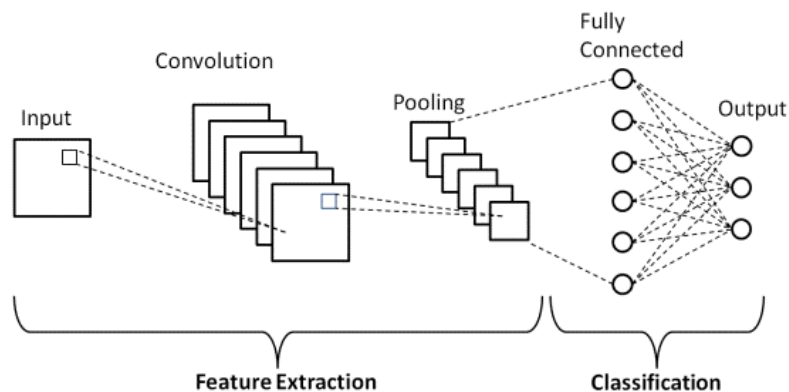 Fully
Connected
Convolution
Pooling
Input
Output
Feature Extraction
Classification